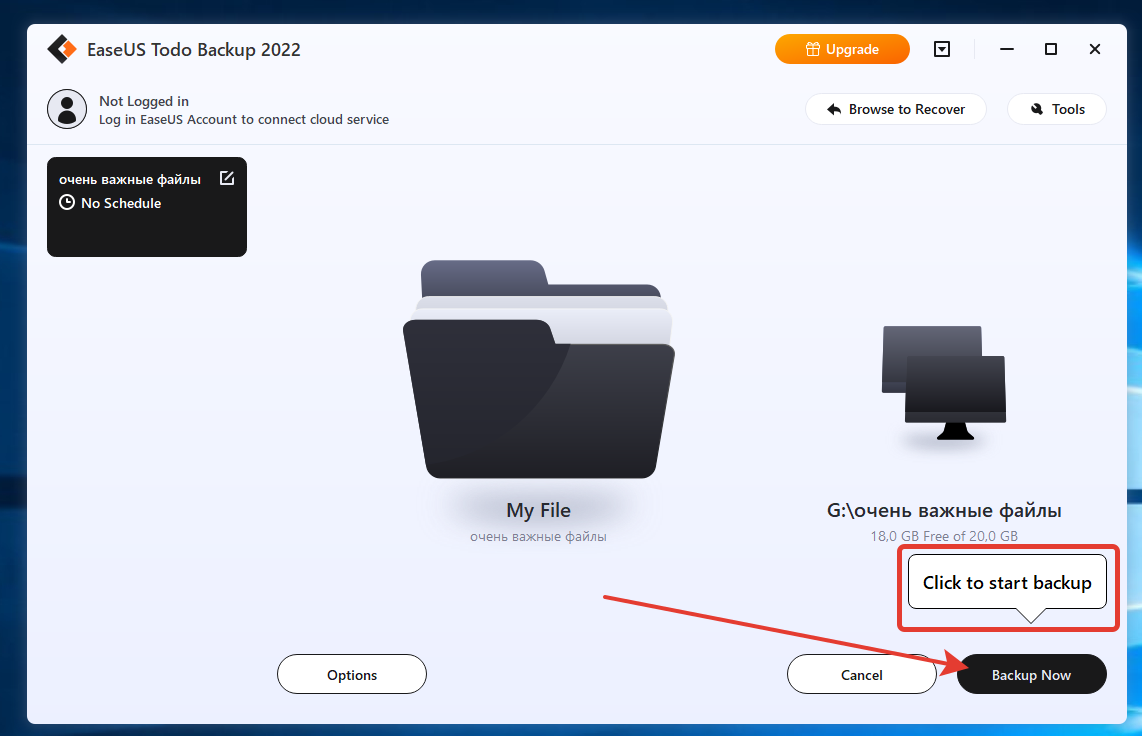 EaseUS Todo Backup 2022
Upgrade
Not Logged in
Log in EaseUS Account to connect cloud service
Browse to Recover
Tools
очень важные файлы
No Schedule
My File
очень важные файлы
G:\очень важные файлы
18,0 GB Free of 20,0 GB
Click to start backup
Options
Cancel
Backup Now